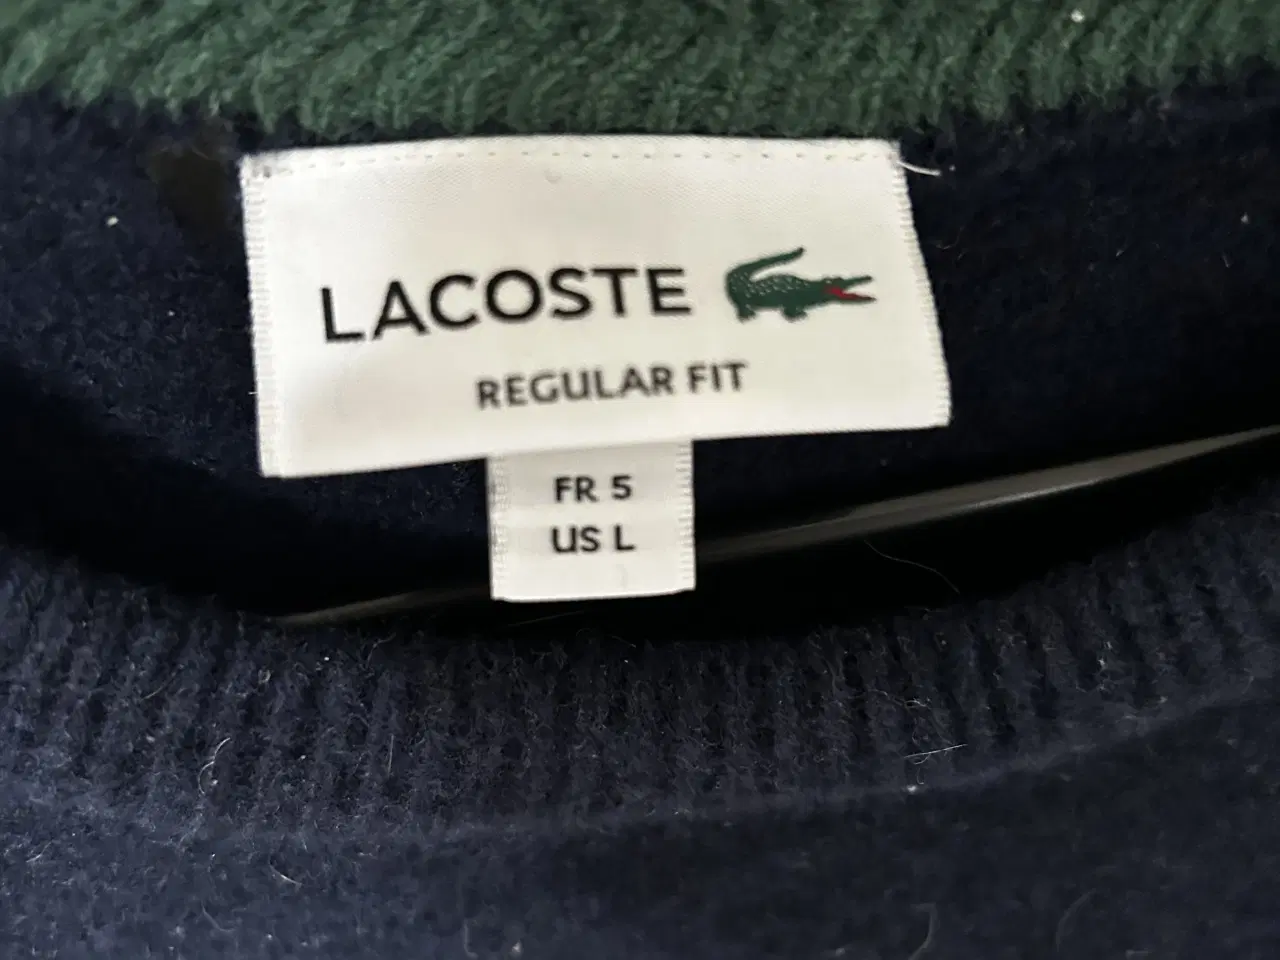 LACOSTE
REGULAR FIT
FR 5
US L